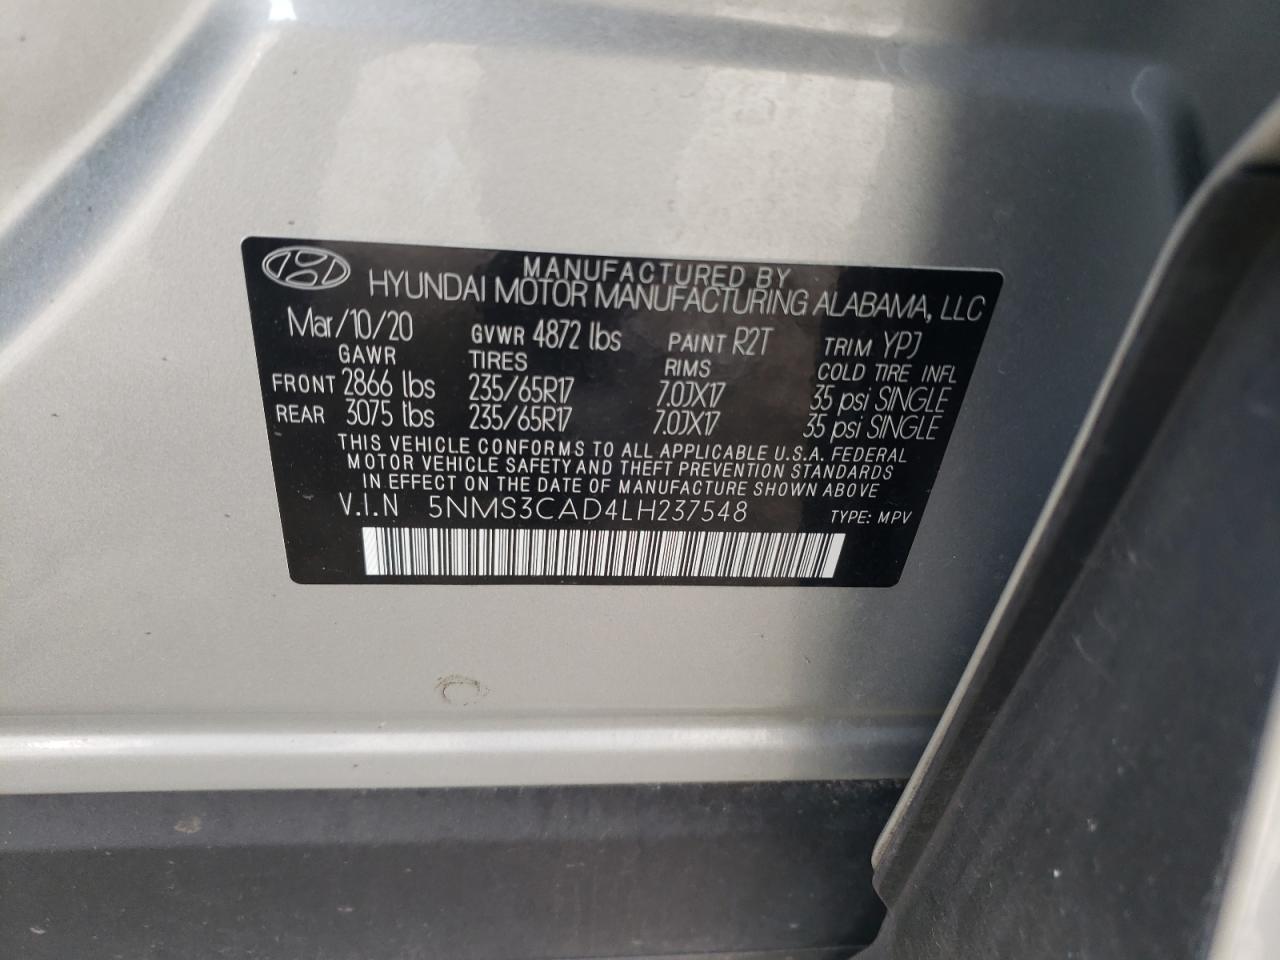 MANUFACTURED BY
HYUNDAI MOTOR MANUFACTURING ALABAMA, LLC
Mar/10/20 GVWR 4872 lbs PAINT R2T TRIM YPJ
GAWR TIRES RIMS COLD TIRE INFL
FRONT 2866 lbs 235/65R17 7.0JX17 35 psi SINGLE
REAR 3075 lbs 235/65R17 7.0JX17 35 psi SINGLE
THIS VEHICLE CONFORMS TO ALL APPLICABLE U.S.A. FEDERAL
MOTOR VEHICLE SAFETY AND THEFT PREVENTION STANDARDS
IN EFFECT ON THE DATE OF MANUFACTURE SHOWN ABOVE
V.I.N 5NMS3CAD4LH237548 TYPE: MPV